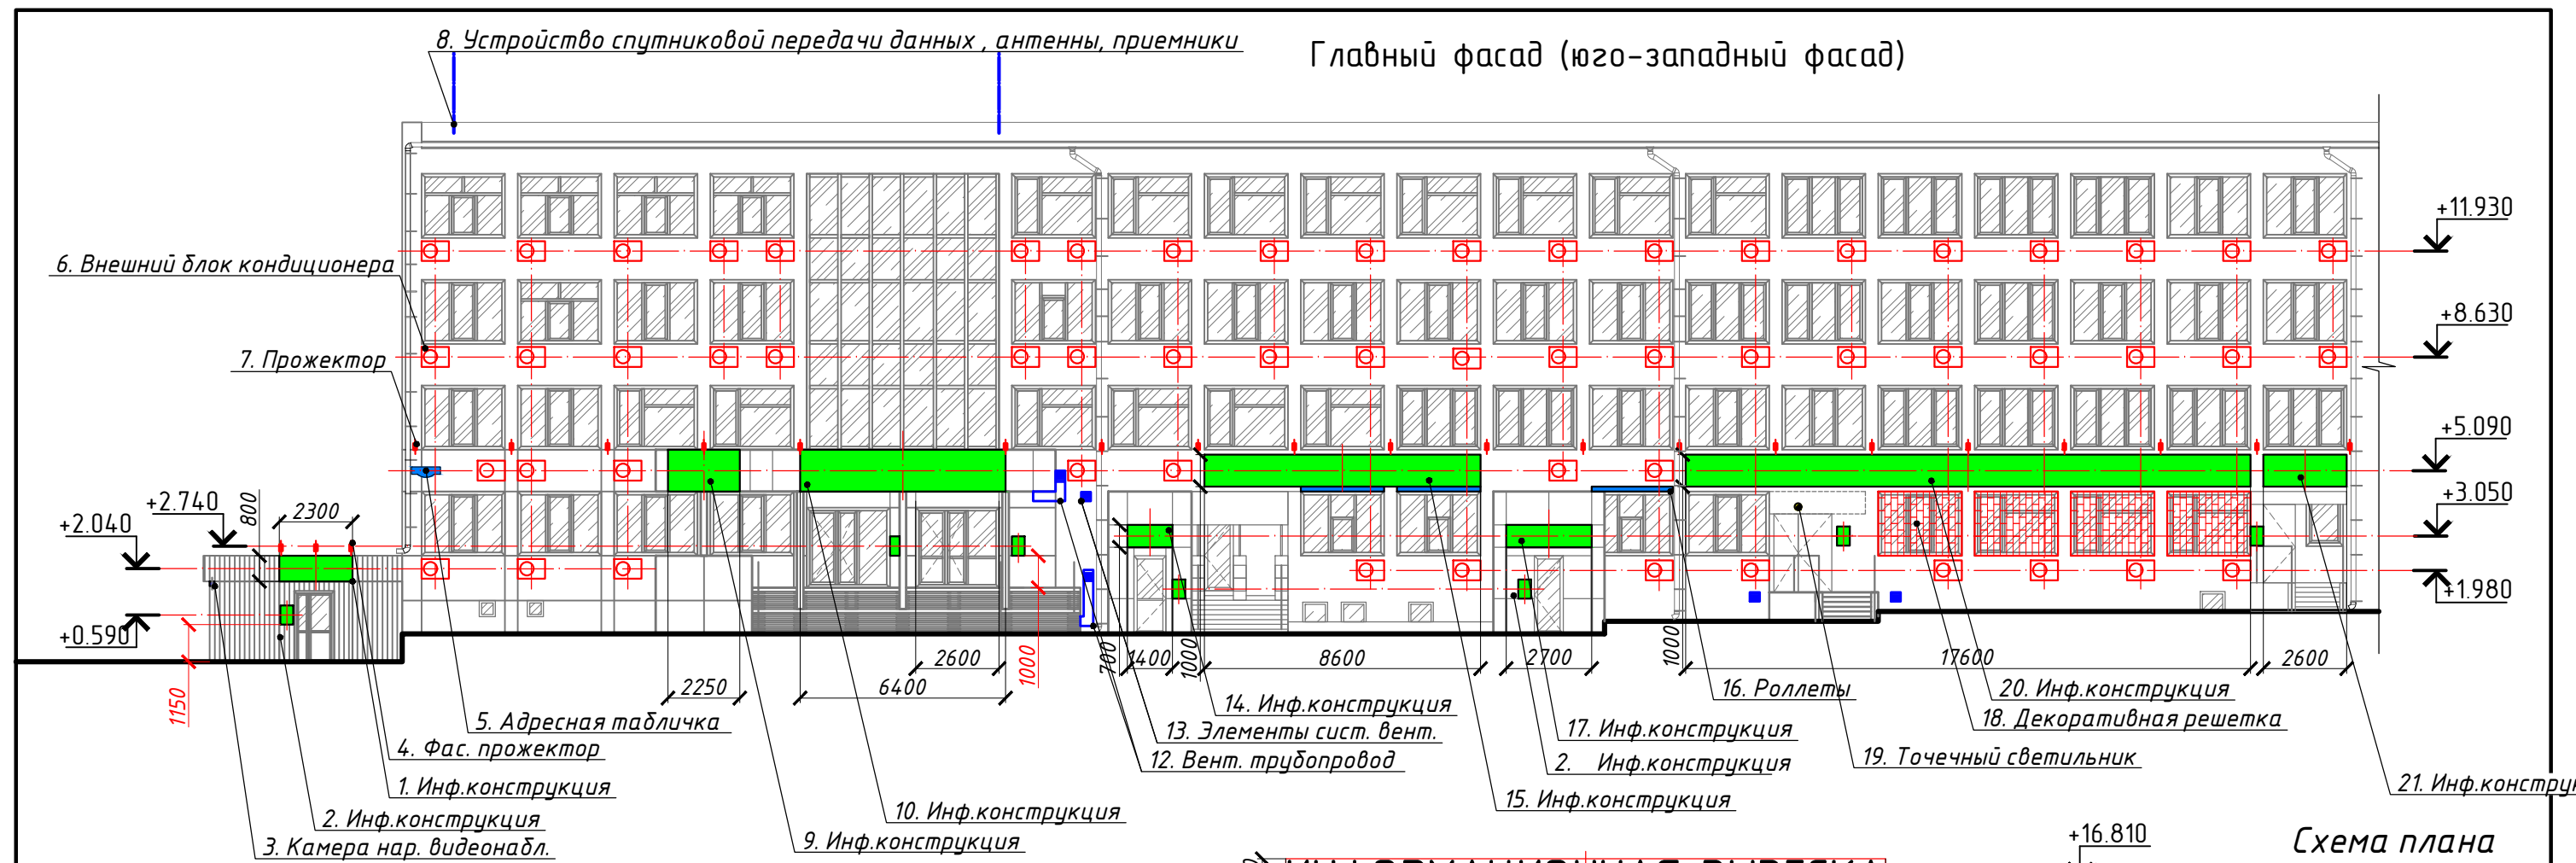 8. Устройство спутниковой передачи данных , антенны, приемники
Главный фасад (юго-западный фасад)
+11.930
6. Внешний блок кондиционера
+8.630
7. Прожектор
+5.090
+2.740
800
2300
+3.050
+2.040
+0.590
+1.980
1150
2250
2600
6400
1000
700
1400
1000
8600
2700
1000
17600
2600
5. Адресная табличка
4. Фас. прожектор
1. Инф.конструкция
2. Инф.конструкция
3. Камера нар. видеонабл.
10. Инф.конструкция
9. Инф.конструкция
14. Инф.конструкция
13. Элементы сист. вент.
12. Вент. трубопровод
16. Роллеты
17. Инф.конструкция
2. Инф.конструкция
15. Инф.конструкция
20. Инф.конструкция
18. Декоративная решетка
19. Точечный светильник
21. Инф.констру
+16.810
Схема плана